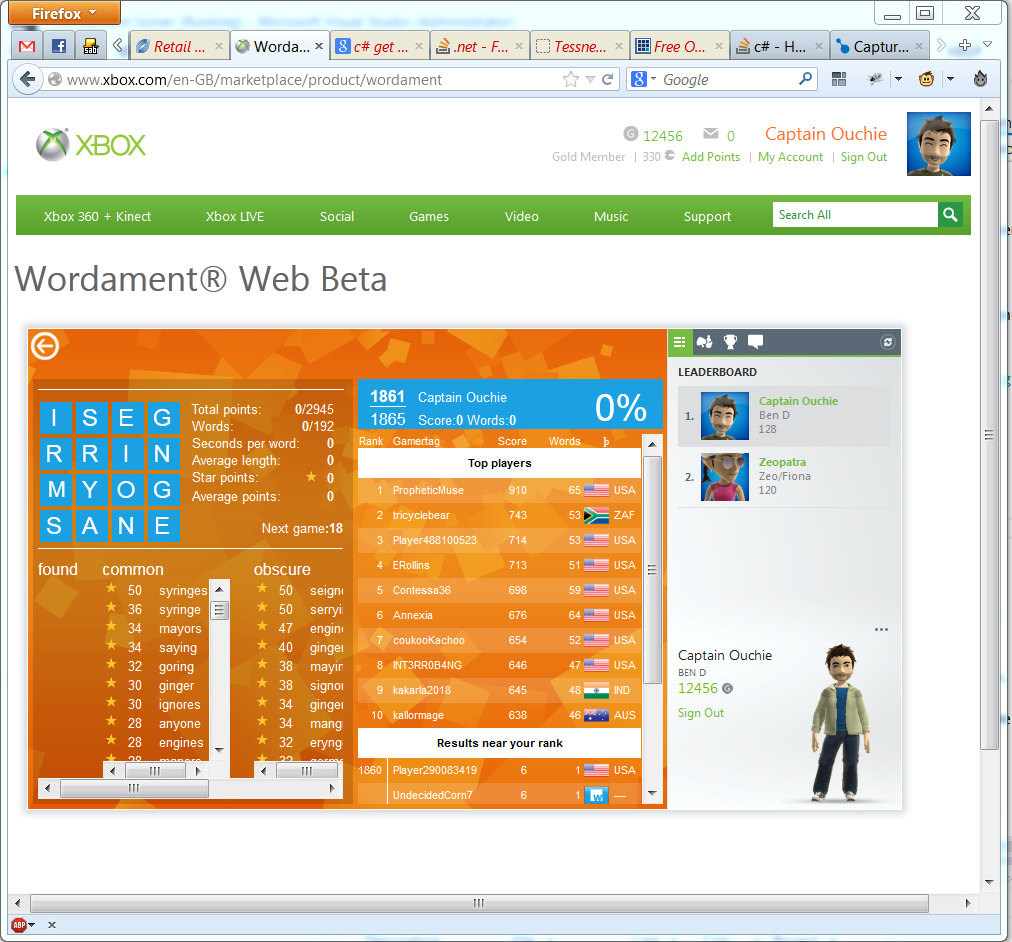 Firefox
Retail ...
Worda...
c# get ...
.net - F...
Tessne...
Free O...
c# - H...
Captur...
www.xbox.com/en-GB/marketplace/product/wordament
Google
XBOX
G 12456 0 Captain Ouchie
Gold Member | 330 Add Points | My Account | Sign Out
Xbox 360 + Kinect Xbox LIVE Social Games Video Music Support Search All
Wordament® Web Beta
I S E G
R R I N
M Y O G
S A N E
Total points: 0/2945
Words: 0/192
Seconds per word: 0
Average length: 0
Star points: 0
Average points: 0
Next game:18
found common obscure
50 syringes
36 syringe
34 mayors
34 saying
32 goring
30 ginger
30 ignores
28 anyone
28 engines
50 seign
50 serryi
47 engin
40 ginger
38 mayin
38 signor
34 ginger
34 mang
32 eryng
1861 Captain Ouchie 0%
1865 Score:0 Words:0
Rank Gamertag Score Words
Top players
1 PropheticMuse 910 65 USA
2 tricyclebear 743 53 ZAF
3 Player488100523 714 53 USA
4 ERollins 713 51 USA
5 Contessa36 698 59 USA
6 Annexia 676 64 USA
7 coukooKachoo 654 52 USA
8 INT3RR0B4NG 646 47 USA
9 kakarla2018 645 48 IND
10 kallormage 638 46 AUS
Results near your rank
1860 Player290083419 6 1 USA
UndecidedCorn7 6 1 ---
LEADERBOARD
1. Captain Ouchie
Ben D
128
2. Zeopatra
Zeo/Fiona
120
Captain Ouchie
BEN D
12456 G
Sign Out
ABP